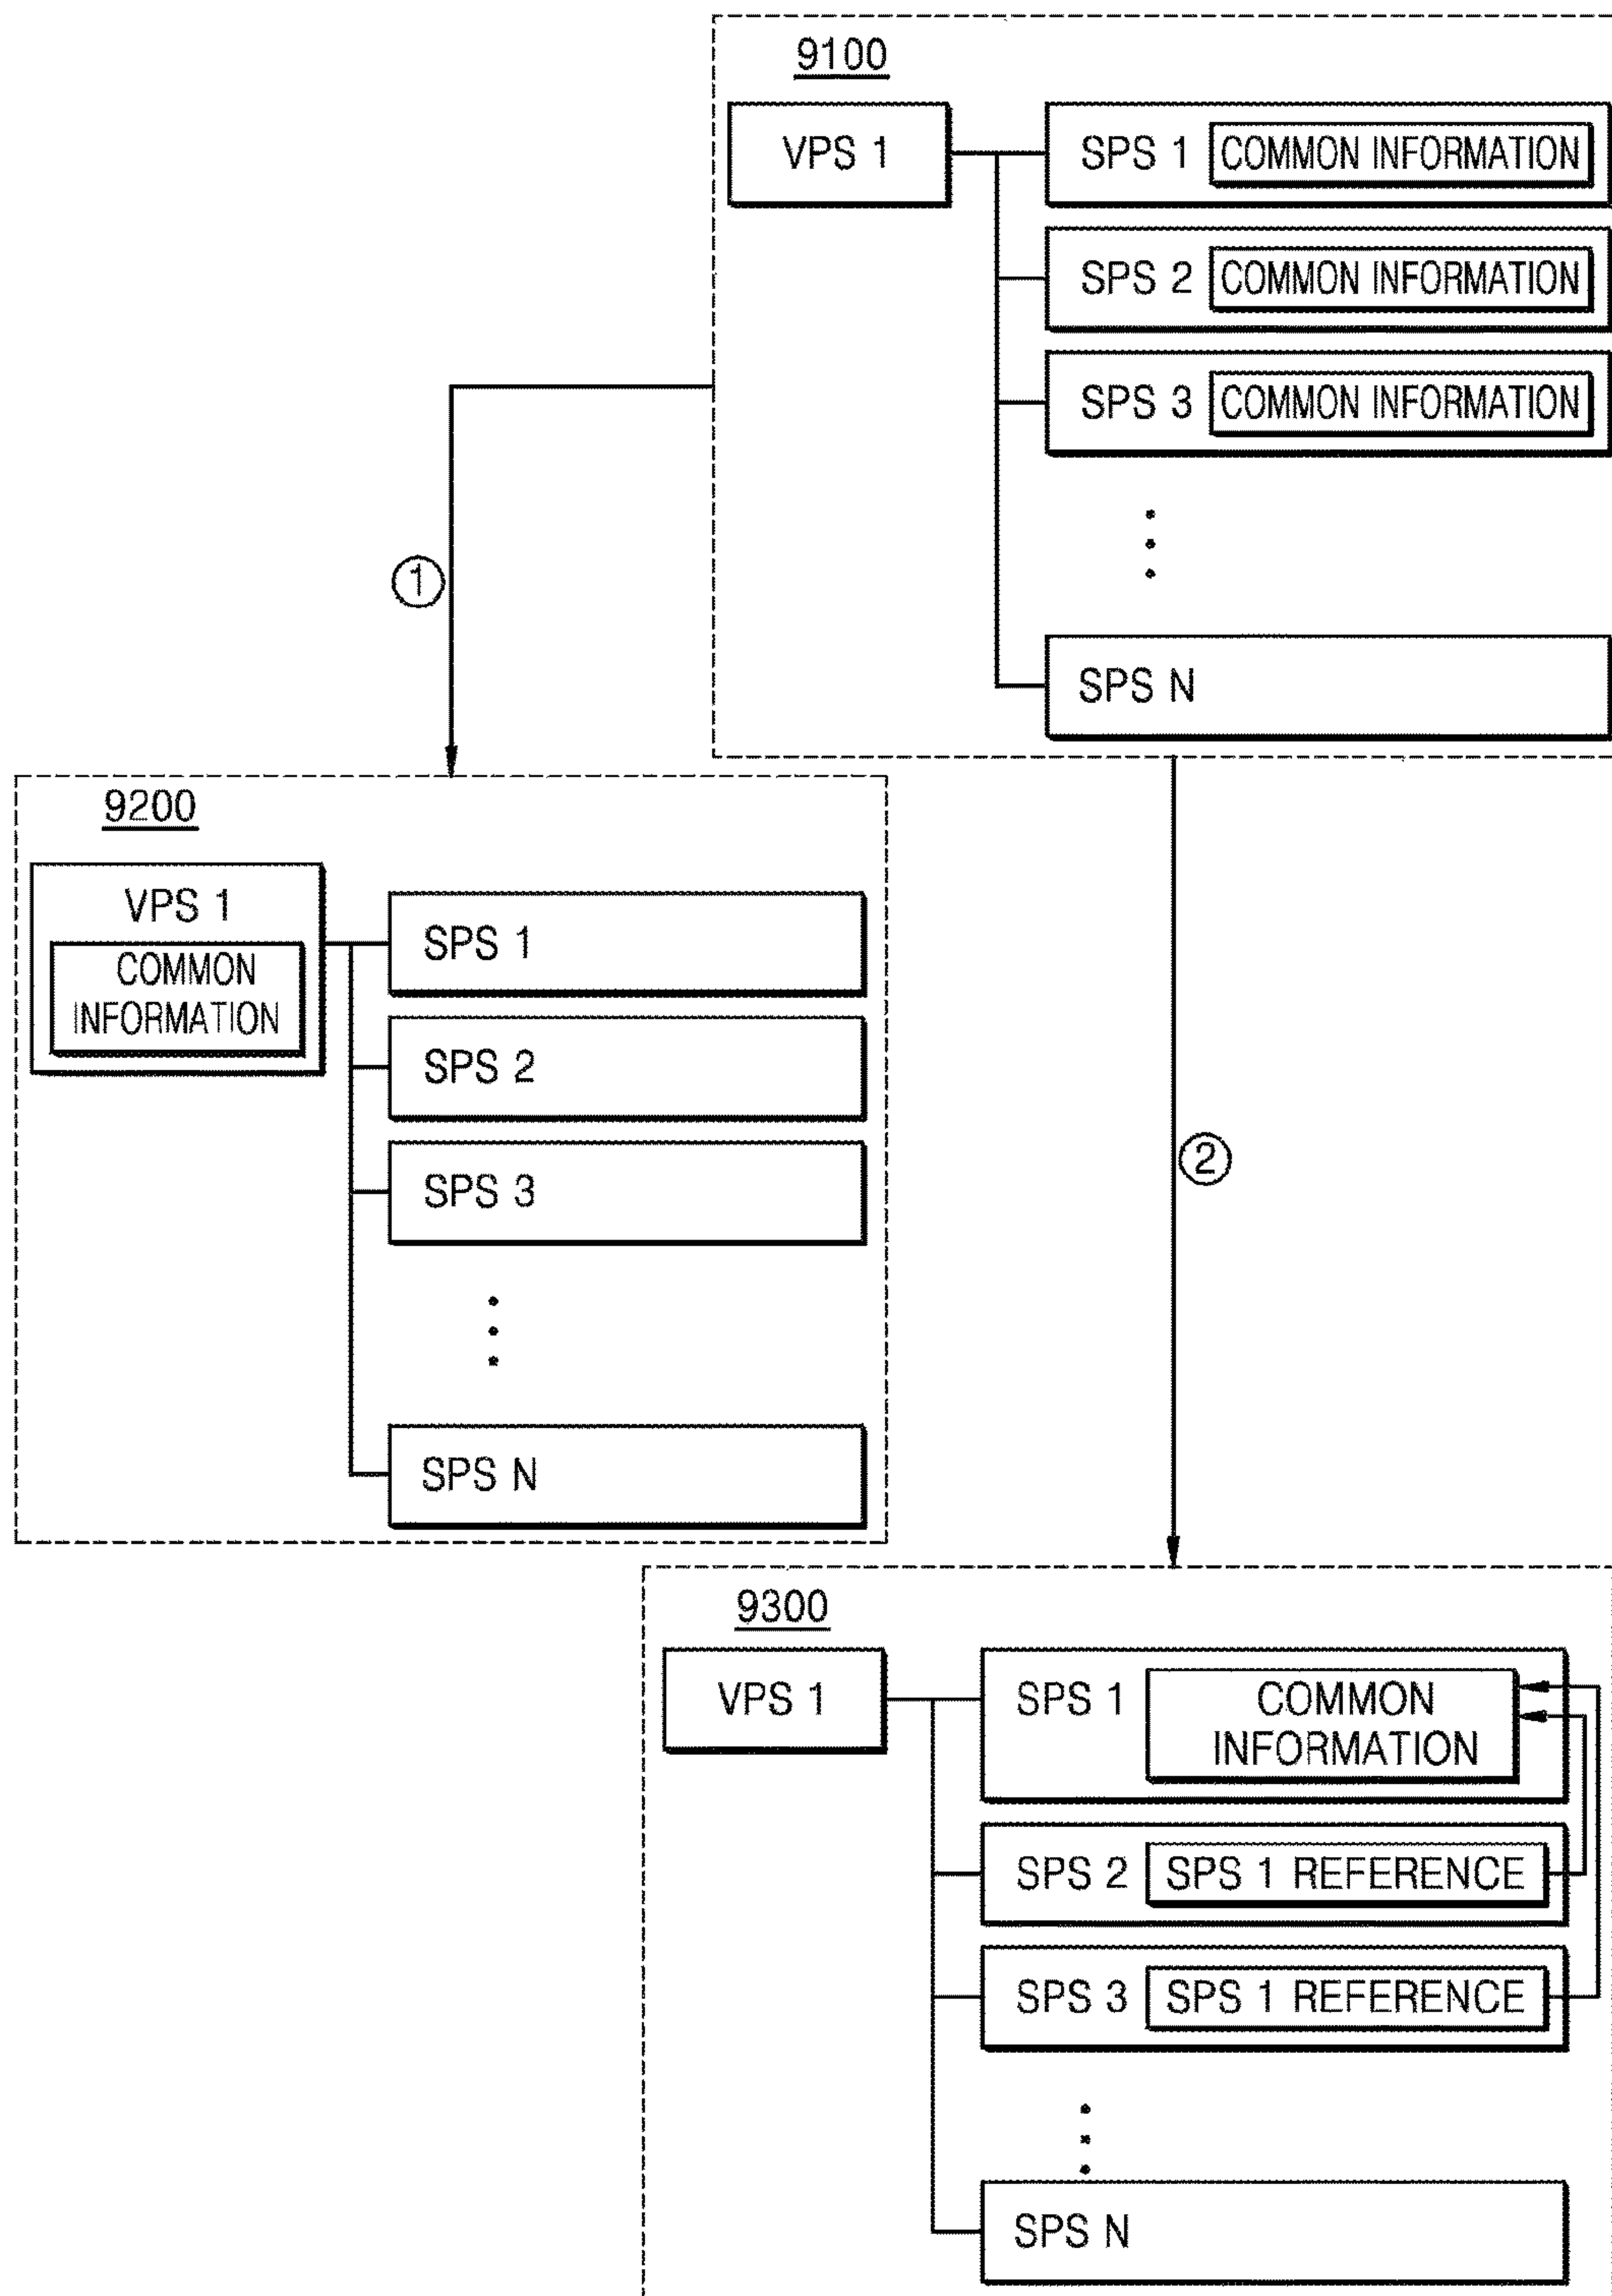 9100
VPS 1
SPS 1 COMMON INFORMATION
SPS 2 COMMON INFORMATION
SPS 3 COMMON INFORMATION
SPS N
①
9200
VPS 1
COMMON
INFORMATION
SPS 1
SPS 2
SPS 3
SPS N
②
9300
VPS 1
SPS 1
COMMON
INFORMATION
SPS 2 SPS 1 REFERENCE
SPS 3 SPS 1 REFERENCE
SPS N